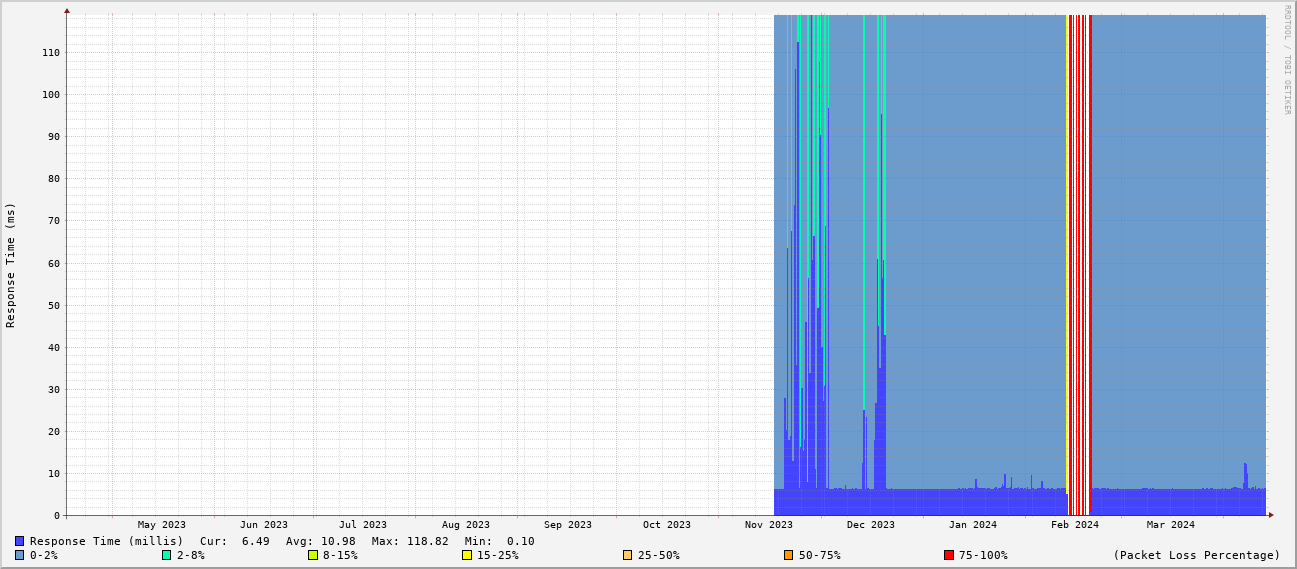 RRDTOOL / TOBI OETIKER
Response Time (ms)
110
100
90
80
70
60
50
40
30
20
10
0
May 2023 Jun 2023 Jul 2023 Aug 2023 Sep 2023 Oct 2023 Nov 2023 Dec 2023 Jan 2024 Feb 2024 Mar 2024
Response Time (millis) Cur: 6.49 Avg: 10.98 Max: 118.82 Min: 0.10
0-2% 2-8% 8-15% 15-25% 25-50% 50-75% 75-100% (Packet Loss Percentage)